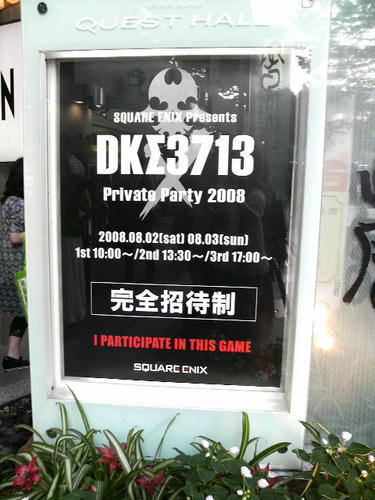 HARAJUKU
QUEST HALL
SQUARE ENIX Presents
DKΣ3713
Private Party 2008
2008.08.02(sat) 08.03(sun)
1st 10:00～/2nd 13:30～/3rd 17:00～
完全招待制
I PARTICIPATE IN THIS GAME
SQUARE ENIX
N